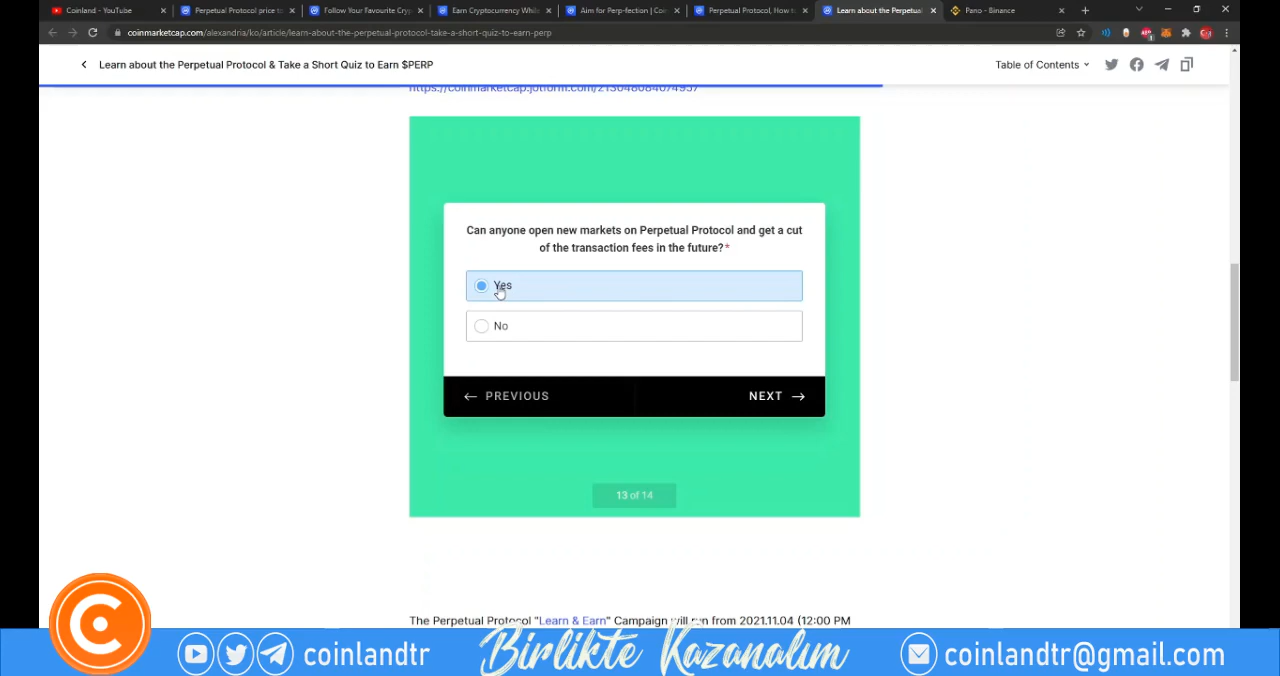 Coinland - YouTube
Perpetual Protocol price to
Follow Your Favourite Cryp
Earn Cryptocurrency While
Aim for Perp-fection | Coin
Perpetual Protocol, How to
Learn about the Perpetual
Pano - Binance
coinmarketcap.com/alexandria/ko/article/learn-about-the-perpetual-protocol-take-a-short-quiz-to-earn-perp
Learn about the Perpetual Protocol & Take a Short Quiz to Earn $PERP
Table of Contents
Can anyone open new markets on Perpetual Protocol and get a cut
of the transaction fees in the future?*
Yes
No
PREVIOUS
NEXT
13 of 14
The Perpetual Protocol "Learn & Earn" Campaign will run from 2021.11.04 (12:00 PM
coinlandtr
Birlikte Kazanalım
coinlandtr@gmail.com